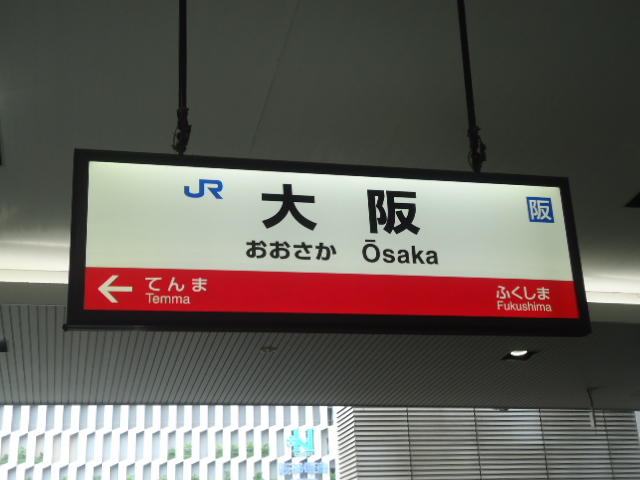 JR 大阪 阪
おおさか Ōsaka
← てんま
Temma
ふくしま
Fukushima